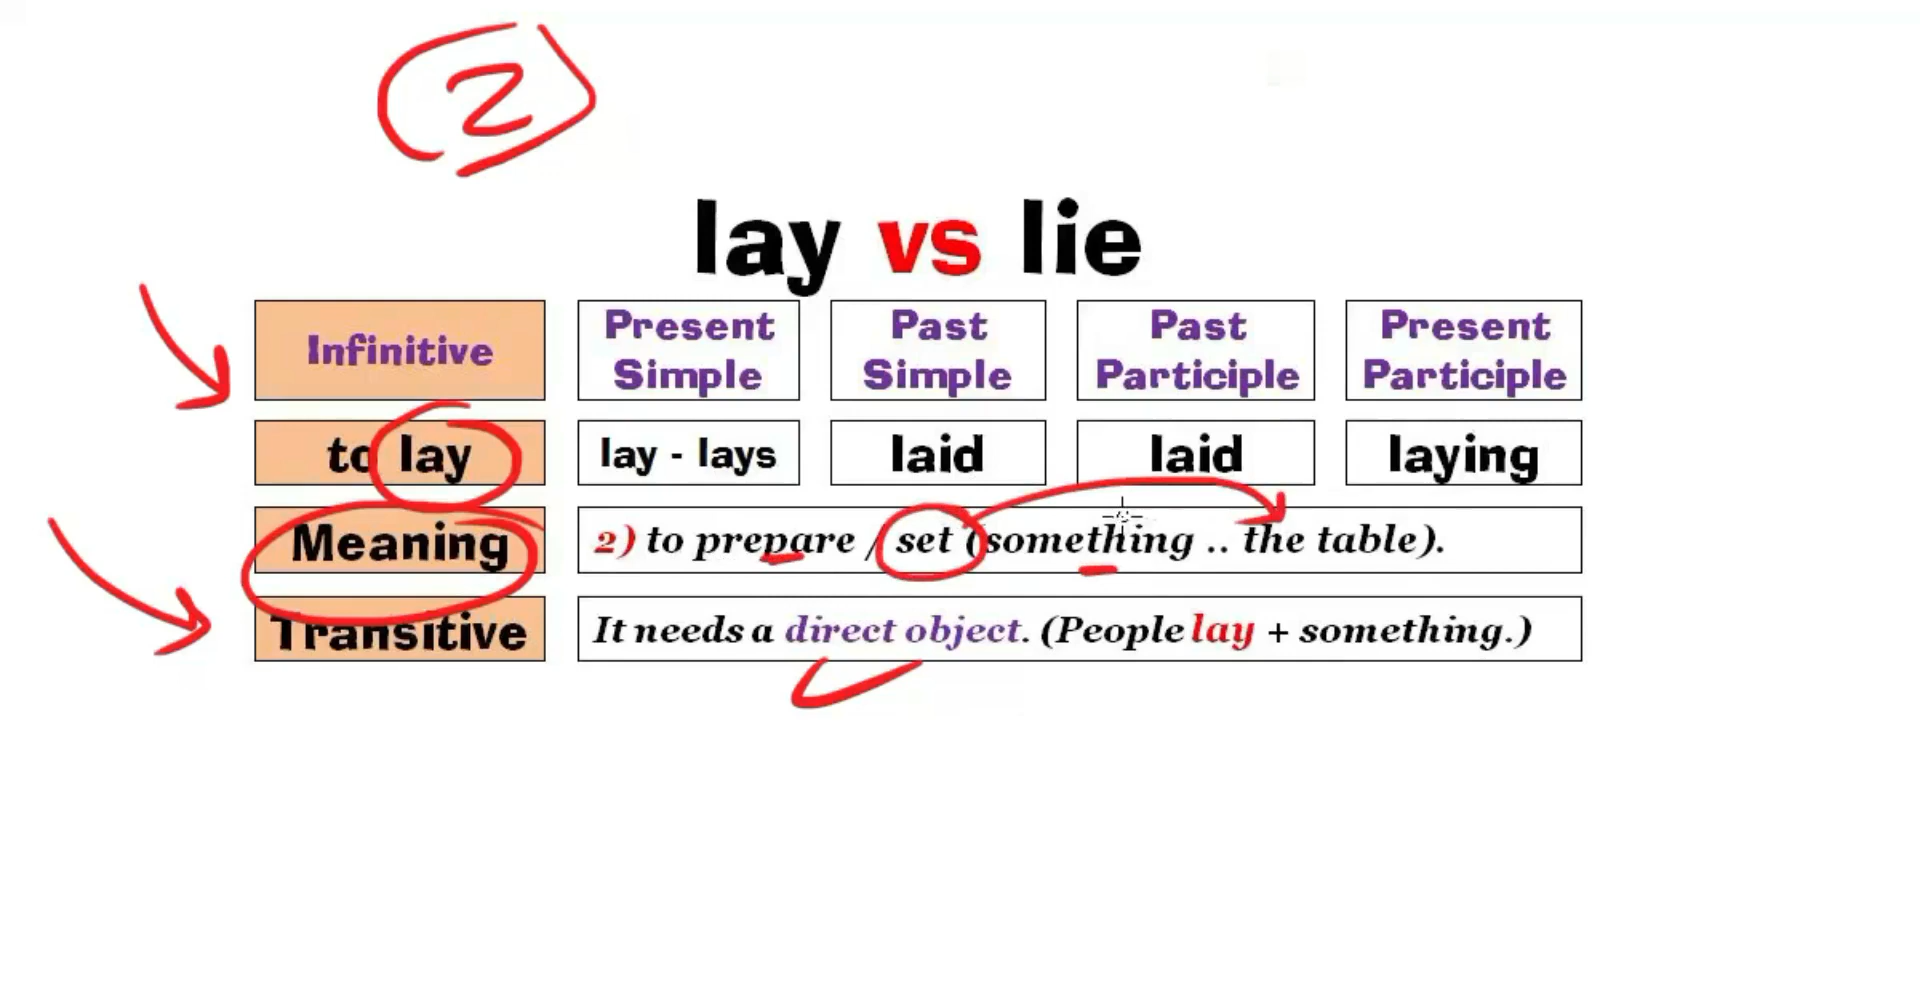 2
lay vs lie
Infinitive
Present Simple
Past Simple
Past Participle
Present Participle
to lay
lay - lays
laid
laid
laying
Meaning
2) to prepare / set (something .. the table).
Transitive
It needs a direct object. (People lay + something.)